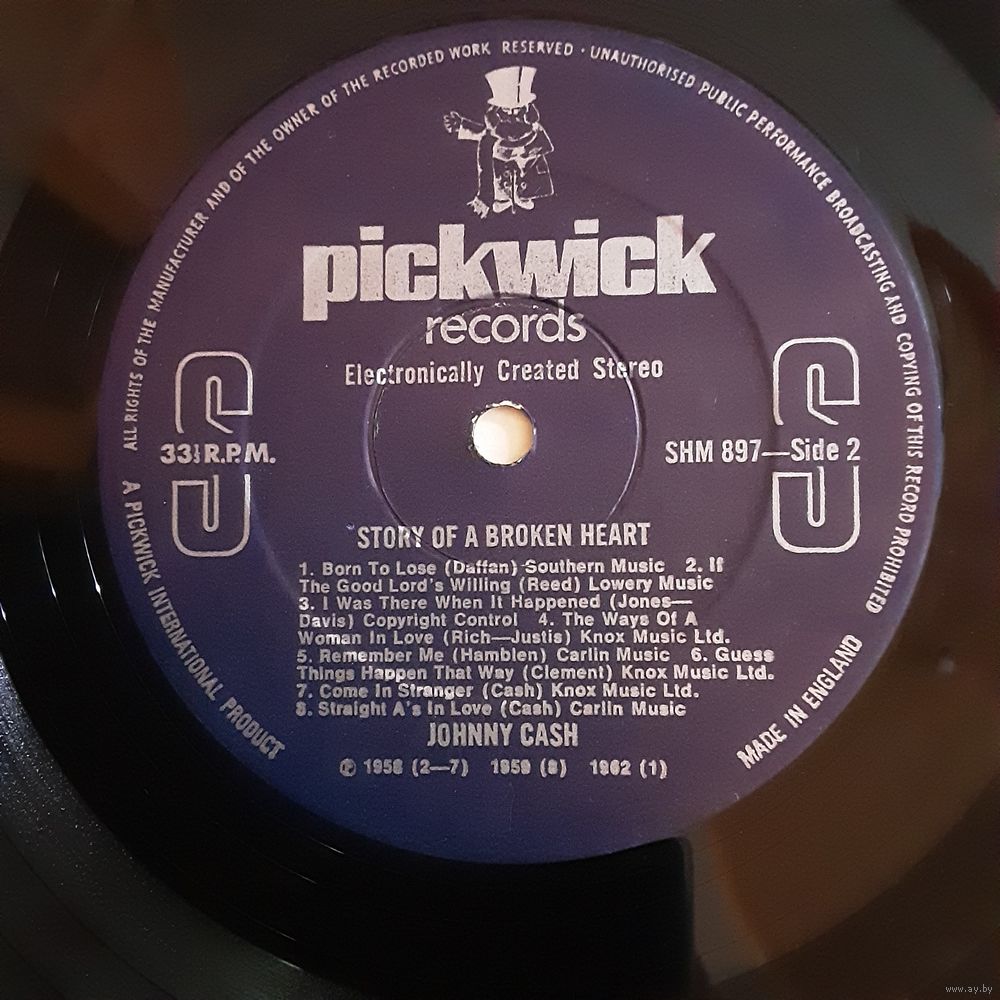 ALL RIGHTS OF THE MANUFACTURER AND OF THE OWNER OF THE RECORDED WORK RESERVED · UNAUTHORISED PUBLIC PERFORMANCE BROADCASTING AND COPYING OF THIS RECORD PROHIBITED
pickwick
records
Electronically Created Stereo
S S
33⅓ R.P.M. SHM 897—Side 2
STORY OF A BROKEN HEART
1. Born To Lose (Daffan) Southern Music 2. If
The Good Lord's Willing (Reed) Lowery Music
3. I Was There When It Happened (Jones—
Davis) Copyright Control 4. The Ways Of A
Woman In Love (Rich—Justis) Knox Music Ltd.
5. Remember Me (Hamblen) Carlin Music 6. Guess
Things Happen That Way (Clement) Knox Music Ltd.
7. Come In Stranger (Cash) Knox Music Ltd.
8. Straight A's In Love (Cash) Carlin Music
JOHNNY CASH
℗ 1958 (2—7) 1959 (8) 1962 (1)
A PICKWICK INTERNATIONAL PRODUCT
MADE IN ENGLAND
www.ay.by